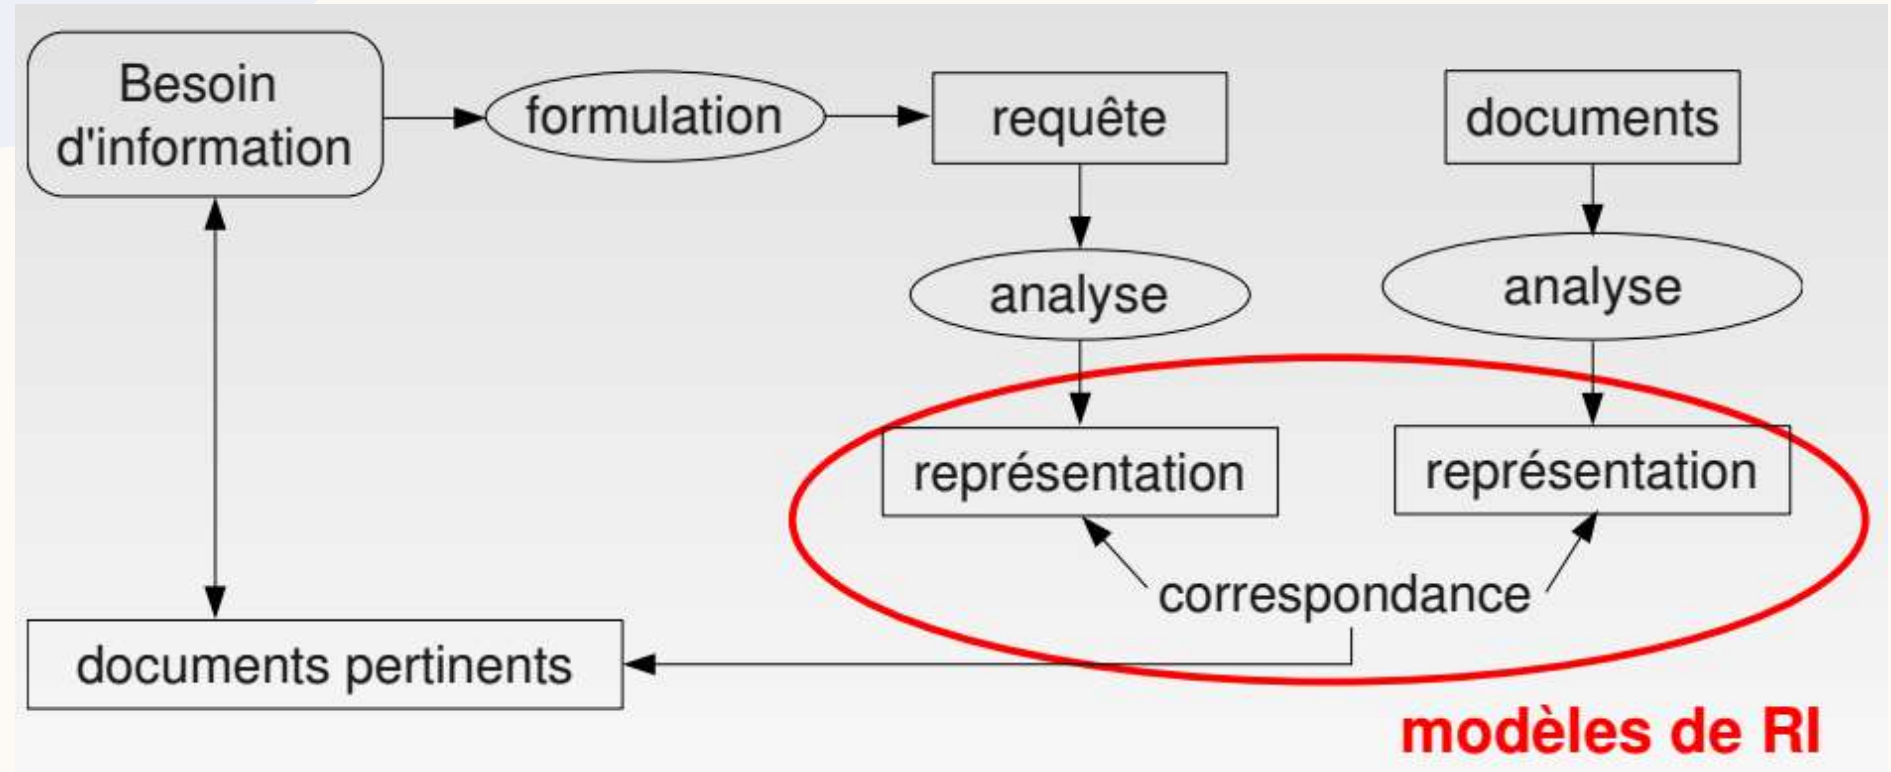 Besoin
d'information
formulation
requête
documents
analyse
analyse
représentation
représentation
correspondance
documents pertinents
modèles de RI